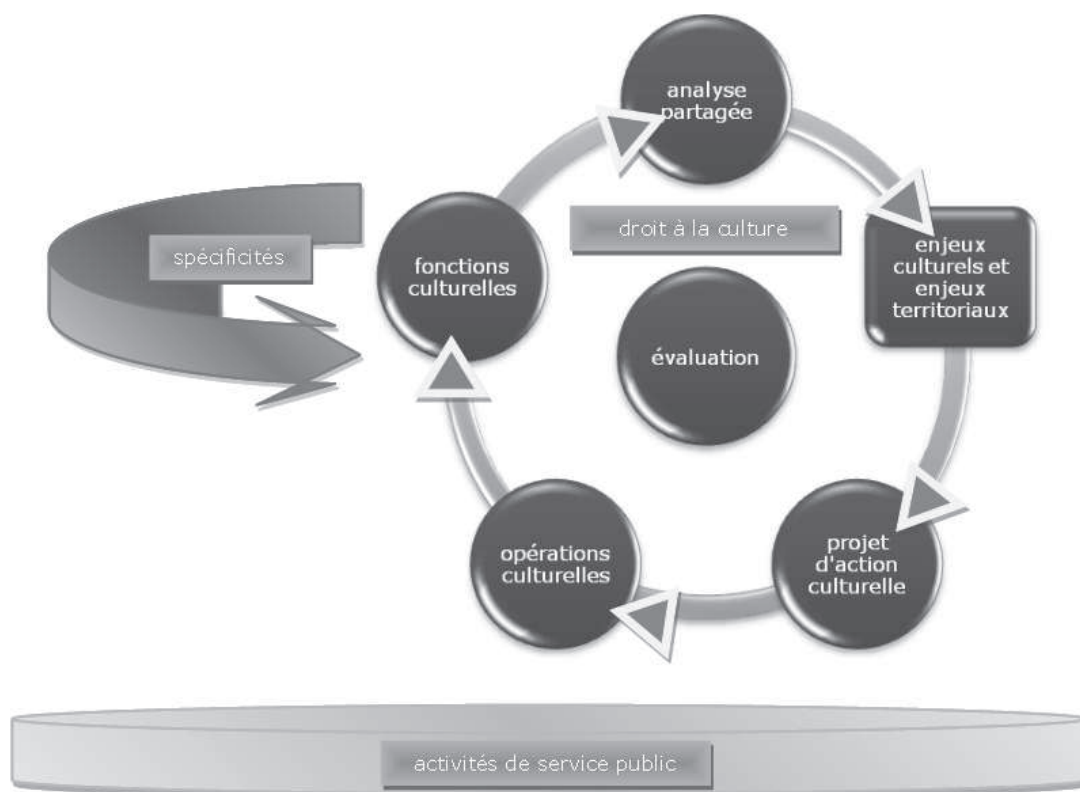 analyse
partagée
droit à la culture
enjeux
culturels et
enjeux
territoriaux
spécificités
fonctions
culturelles
évaluation
opérations
culturelles
projet
d'action
culturelle
activités de service public